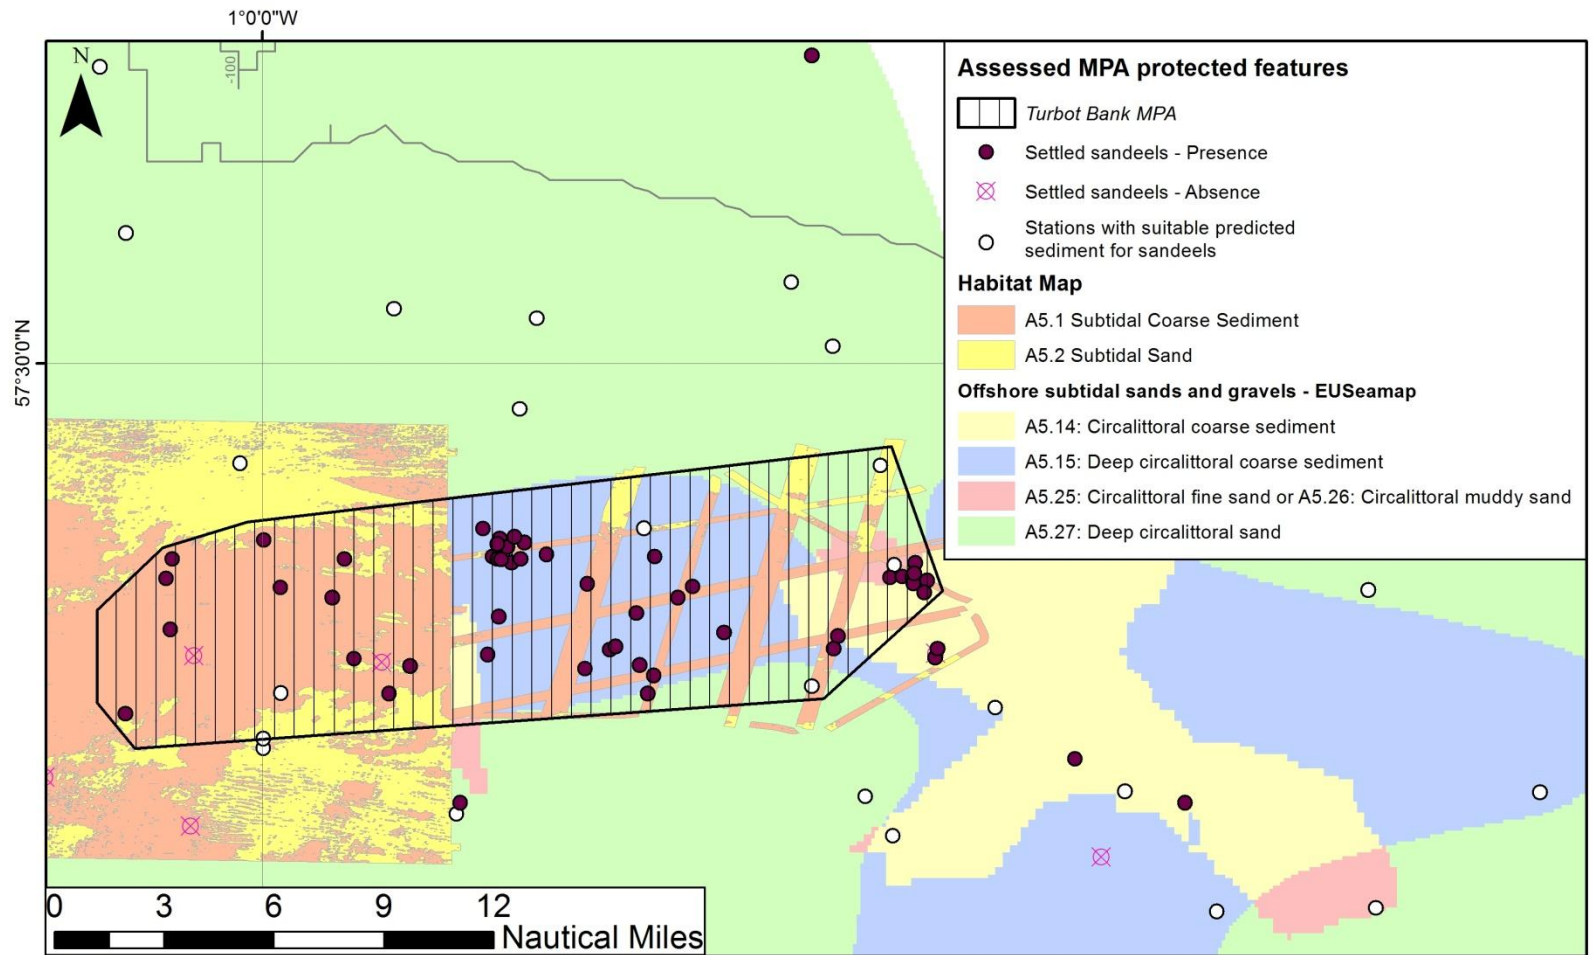 1°0'0"W
N
-100
57°30'0"N
Assessed MPA protected features
Turbot Bank MPA
Settled sandeels - Presence
Settled sandeels - Absence
Stations with suitable predicted
sediment for sandeels
Habitat Map
A5.1 Subtidal Coarse Sediment
A5.2 Subtidal Sand
Offshore subtidal sands and gravels - EUSeamap
A5.14: Circalittoral coarse sediment
A5.15: Deep circalittoral coarse sediment
A5.25: Circalittoral fine sand or A5.26: Circalittoral muddy sand
A5.27: Deep circalittoral sand
0 3 6 9 12
Nautical Miles